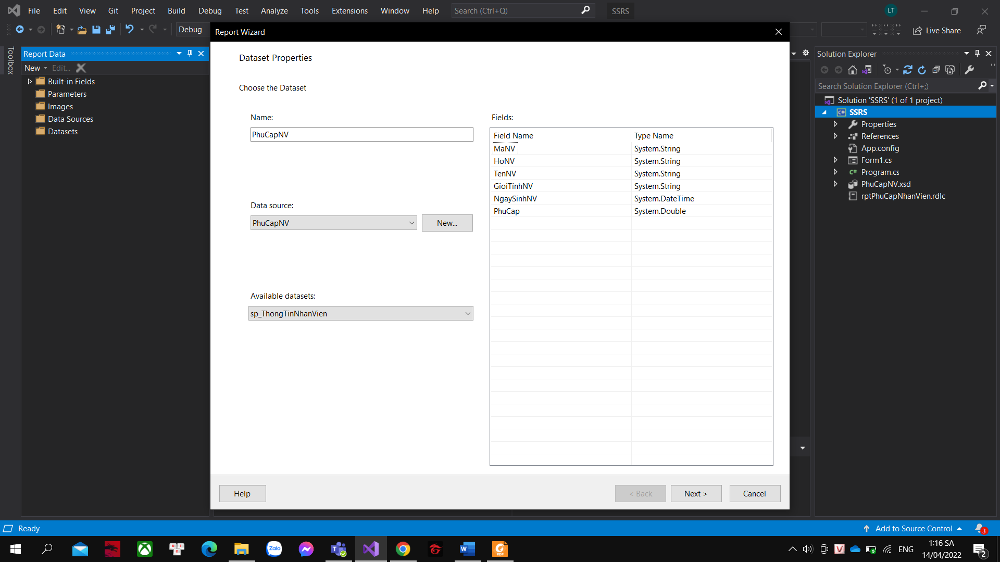 File Edit View Git Project Build Debug Test Analyze Tools Extensions Window Help Search (Ctrl+Q) SSRS LT
Debug
Live Share
Toolbox
Report Data
New Edit...
Built-in Fields
Parameters
Images
Data Sources
Datasets
Report Wizard
Dataset Properties
Choose the Dataset
Name:
PhuCapNV
Data source:
PhuCapNV
New...
Available datasets:
sp_ThongTinNhanVien
Fields:
Field Name Type Name
MaNV System.String
HoNV System.String
TenNV System.String
GioiTinhNV System.String
NgaySinhNV System.DateTime
PhuCap System.Double
Help < Back Next > Cancel
Solution Explorer
Search Solution Explorer (Ctrl+;)
Solution 'SSRS' (1 of 1 project)
C# SSRS
Properties
References
App.config
Form1.cs
C# Program.cs
PhuCapNV.xsd
rptPhuCapNhanVien.rdlc
Ready
Add to Source Control 3
Zalo
T
W
PDF
V
ENG
1:16 SA
14/04/2022
2